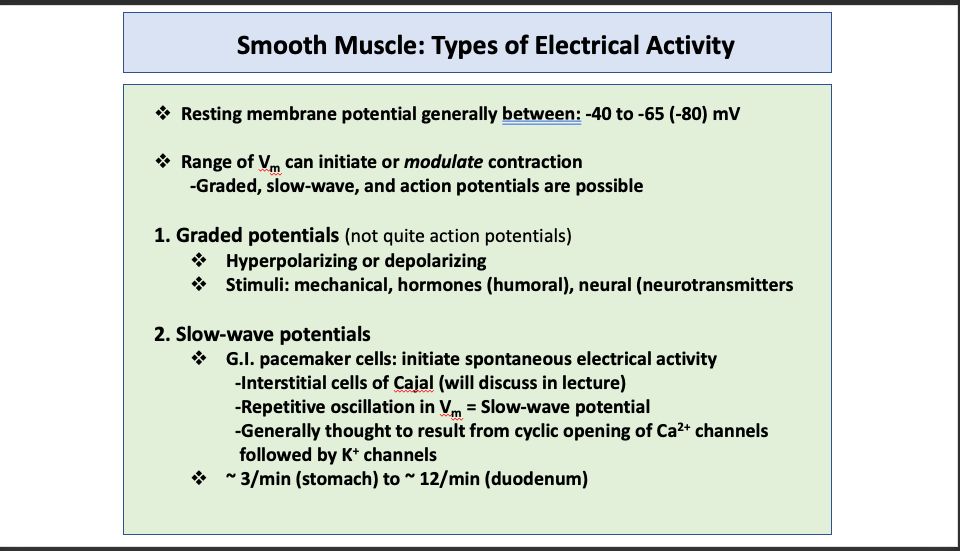 Smooth Muscle: Types of Electrical Activity
❖ Resting membrane potential generally between: -40 to -65 (-80) mV
❖ Range of Vm can initiate or modulate contraction
-Graded, slow-wave, and action potentials are possible
1. Graded potentials (not quite action potentials)
❖ Hyperpolarizing or depolarizing
❖ Stimuli: mechanical, hormones (humoral), neural (neurotransmitters
2. Slow-wave potentials
❖ G.I. pacemaker cells: initiate spontaneous electrical activity
-Interstitial cells of Cajal (will discuss in lecture)
-Repetitive oscillation in Vm = Slow-wave potential
-Generally thought to result from cyclic opening of Ca²⁺ channels
followed by K⁺ channels
❖ ~ 3/min (stomach) to ~ 12/min (duodenum)